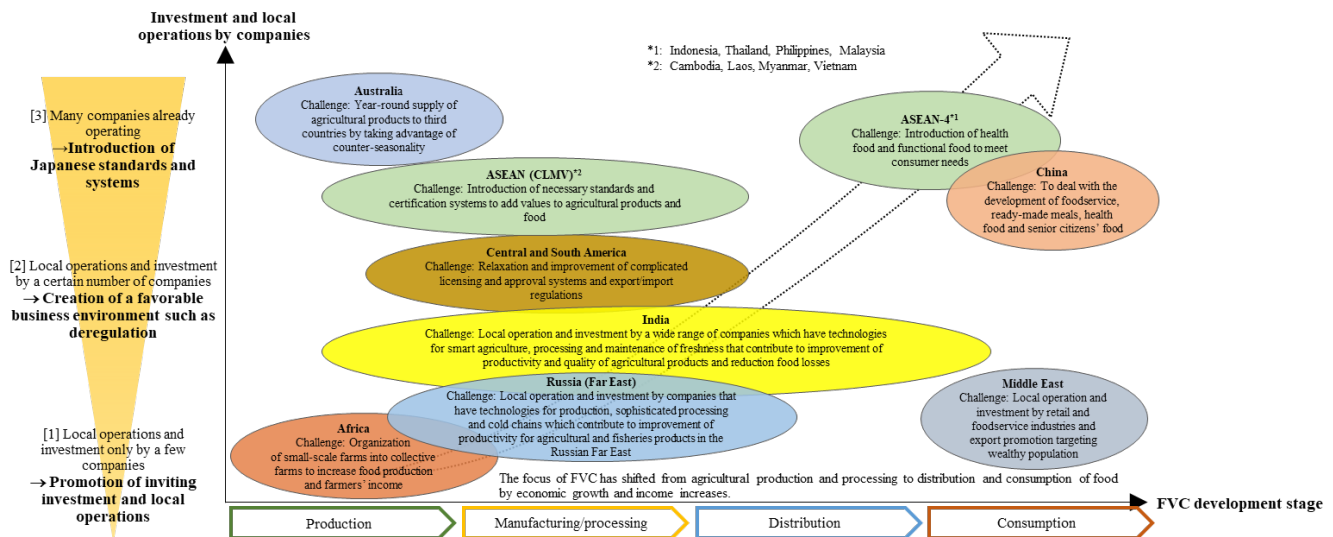 Investment and local
operations by companies
*1: Indonesia, Thailand, Philippines, Malaysia
*2: Cambodia, Laos, Myanmar, Vietnam
[3] Many companies already
operating
→Introduction of
Japanese standards and
systems
[2] Local operations and investment
by a certain number of companies
→ Creation of a favorable
business environment such as
deregulation
[1] Local operations and
investment only by a few
companies
→ Promotion of inviting
investment and local
operations
Australia
Challenge: Year-round supply of
agricultural products to third
countries by taking advantage of
counter-seasonality
ASEAN-4*1
Challenge: Introduction of health
food and functional food to meet
consumer needs
ASEAN (CLMV)*2
Challenge: Introduction of necessary standards and
certification systems to add values to agricultural products and
food
China
Challenge: To deal with the
development of foodservice,
ready-made meals, health
food and senior citizens' food
Central and South America
Challenge: Relaxation and improvement of complicated
licensing and approval systems and export/import
regulations
India
Challenge: Local operation and investment by a wide range of companies which have technologies
for smart agriculture, processing and maintenance of freshness that contribute to improvement of
productivity and quality of agricultural products and reduction food losses
Russia (Far East)
Challenge: Local operation and investment by companies that
have technologies for production, sophisticated processing
and cold chains which contribute to improvement of
productivity for agricultural and fisheries products in the
Russian Far East
Middle East
Challenge: Local operation and
investment by retail and
foodservice industries and
export promotion targeting
wealthy population
Africa
Challenge: Organization
of small-scale farms into collective
farms to increase food production
and farmers' income
The focus of FVC has shifted from agricultural production and processing to distribution and consumption of food
by economic growth and income increases.
FVC development stage
Production
Manufacturing/processing
Distribution
Consumption